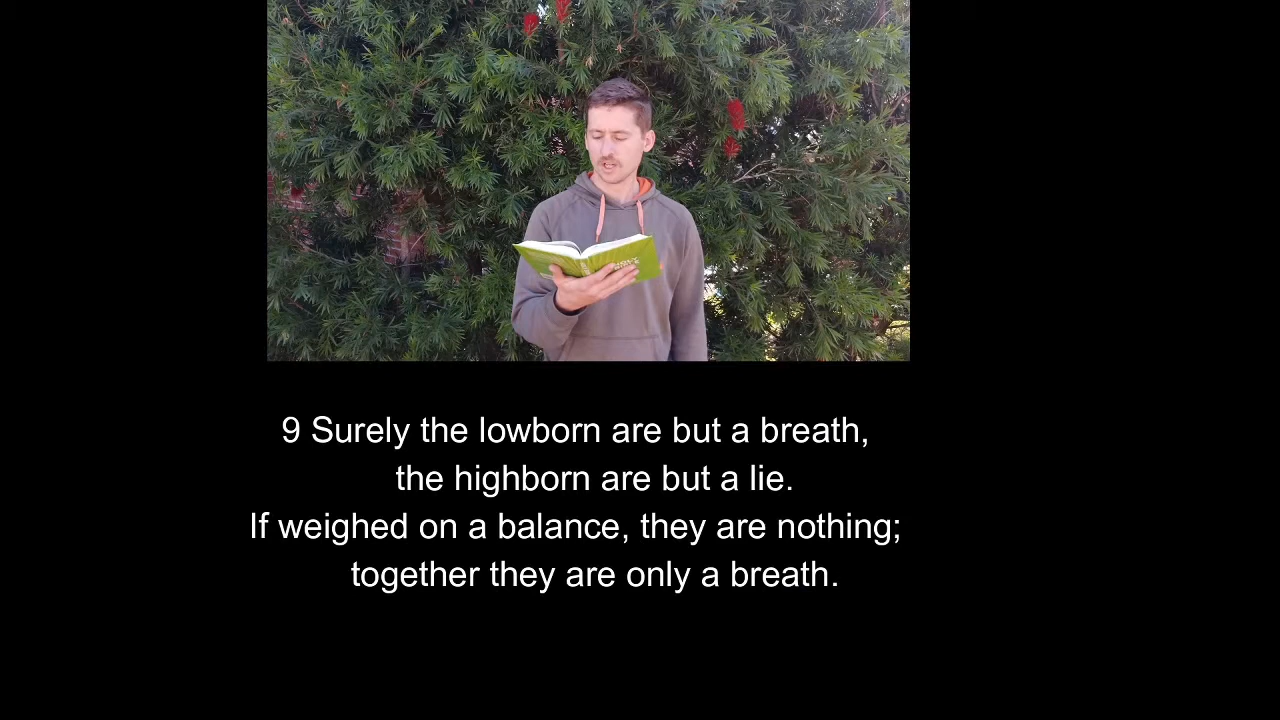 9 Surely the lowborn are but a breath,
the highborn are but a lie.
If weighed on a balance, they are nothing;
together they are only a breath.